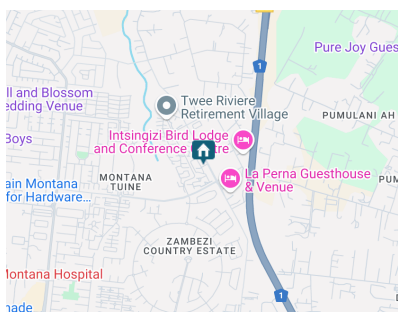 Pure Joy Gues
1
ll and Blossom
edding Venue
Twee Riviere
Retirement Village
PUMULANI AH
Boys
Intsingizi Bird Lodge
and Conference Centre
La Perna Guesthouse
& Venue
PUM
ain Montana
for Hardware...
MONTANA
TUINE
ZAMBEZI
COUNTRY ESTATE
Montana Hospital
1
nade